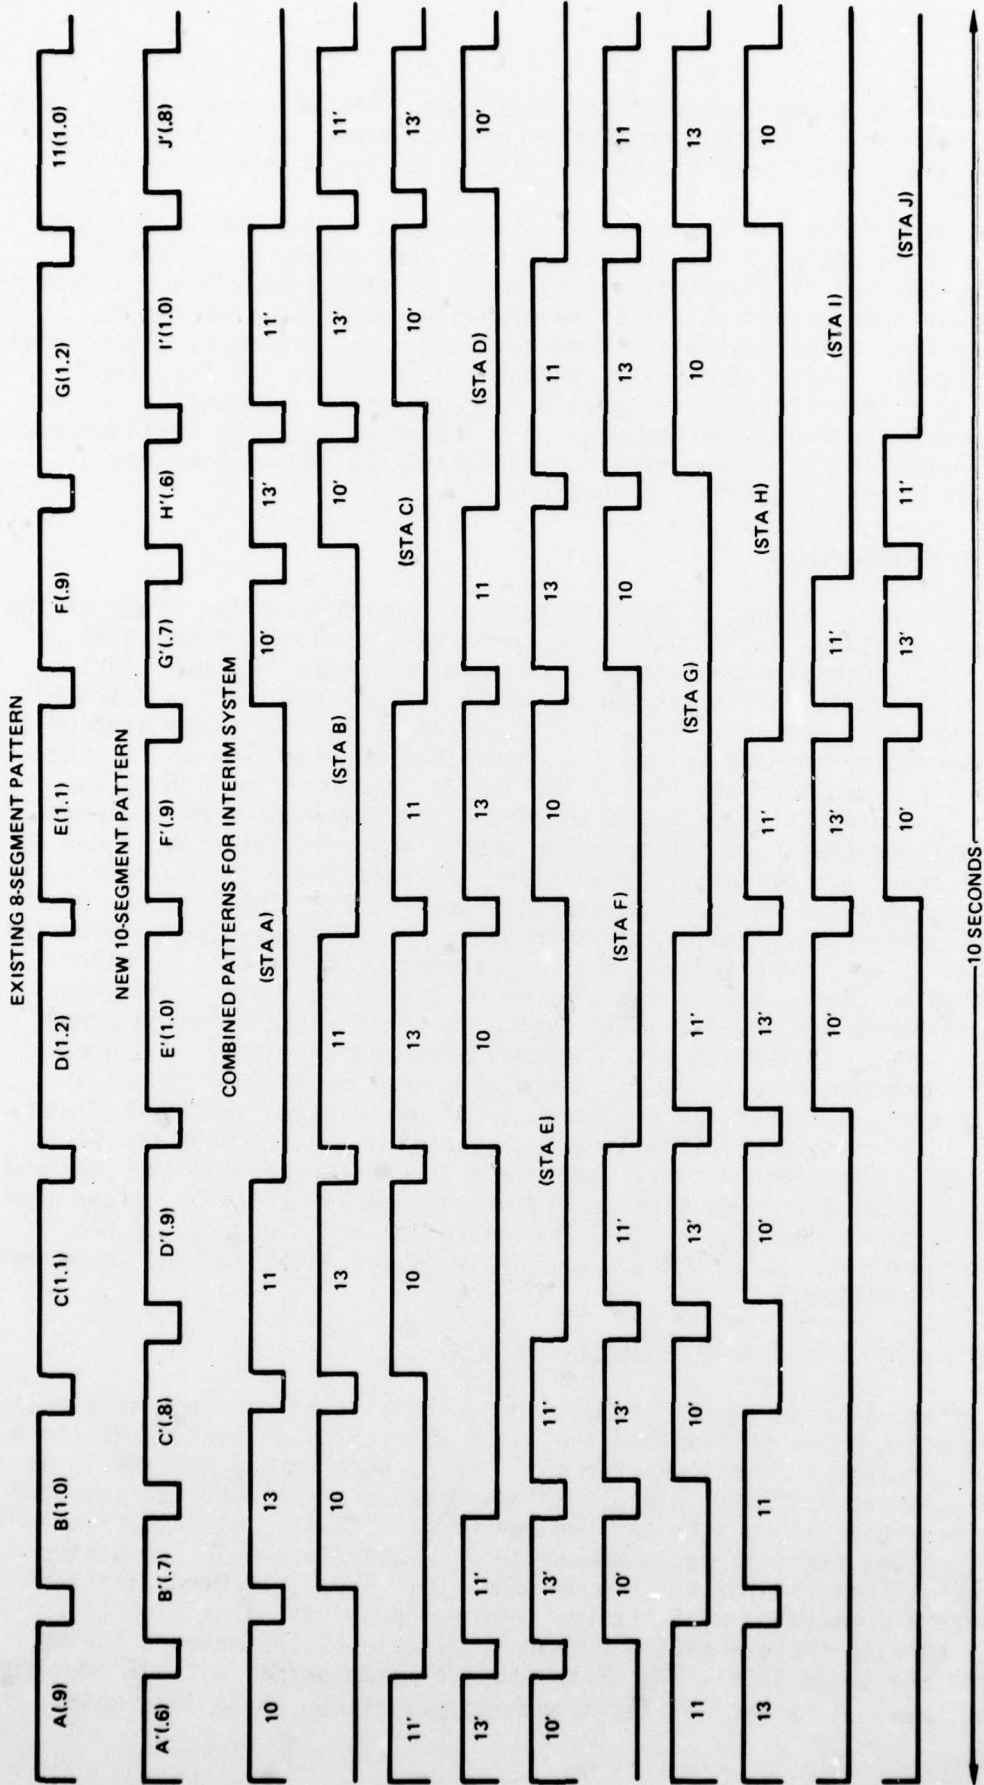 EXISTING 8-SEGMENT PATTERN
A(.9) B(1.0) C(1.1) D(1.2) E(1.1) F(.9) G(1.2) 11(1.0)
NEW 10-SEGMENT PATTERN
A'(.6) B'(.7) C'(.8) D'(.9) E'(1.0) F'(.9) G'(.7) H'(.6) I'(1.0) J'(.8)
COMBINED PATTERNS FOR INTERIM SYSTEM
10 13 11 (STA A) 10' 13' 11'
10 13 11 (STA B) 10' 13' 11'
11' 10 13 11 (STA C) 10' 13'
13' 11' 10 13 11 (STA D) 10'
10' 13' 11' (STA E) 10 13 11
10' 13' 11' (STA F) 10 13 11
11 10' 13' 11' (STA G) 10 13
13 11 10' 13' 11' (STA H) 10
10' 13' 11' (STA I)
10' 13' 11' (STA J)
10 SECONDS